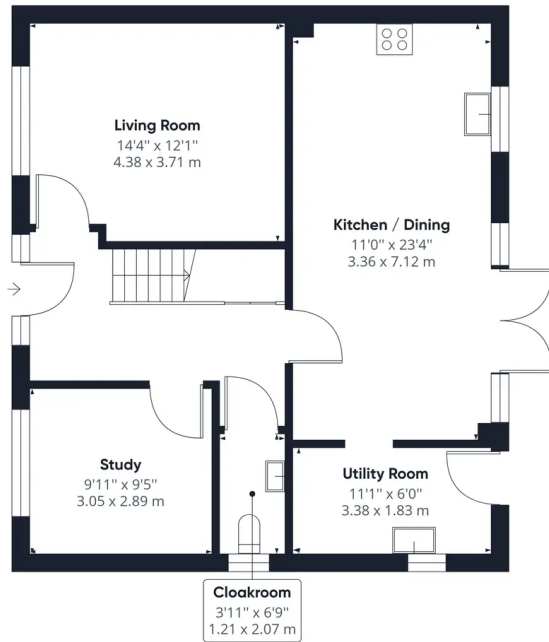 Living Room
14'4" x 12'1"
4.38 x 3.71 m
Kitchen / Dining
11'0" x 23'4"
3.36 x 7.12 m
Study
9'11" x 9'5"
3.05 x 2.89 m
Utility Room
11'1" x 6'0"
3.38 x 1.83 m
Cloakroom
3'11" x 6'9"
1.21 x 2.07 m